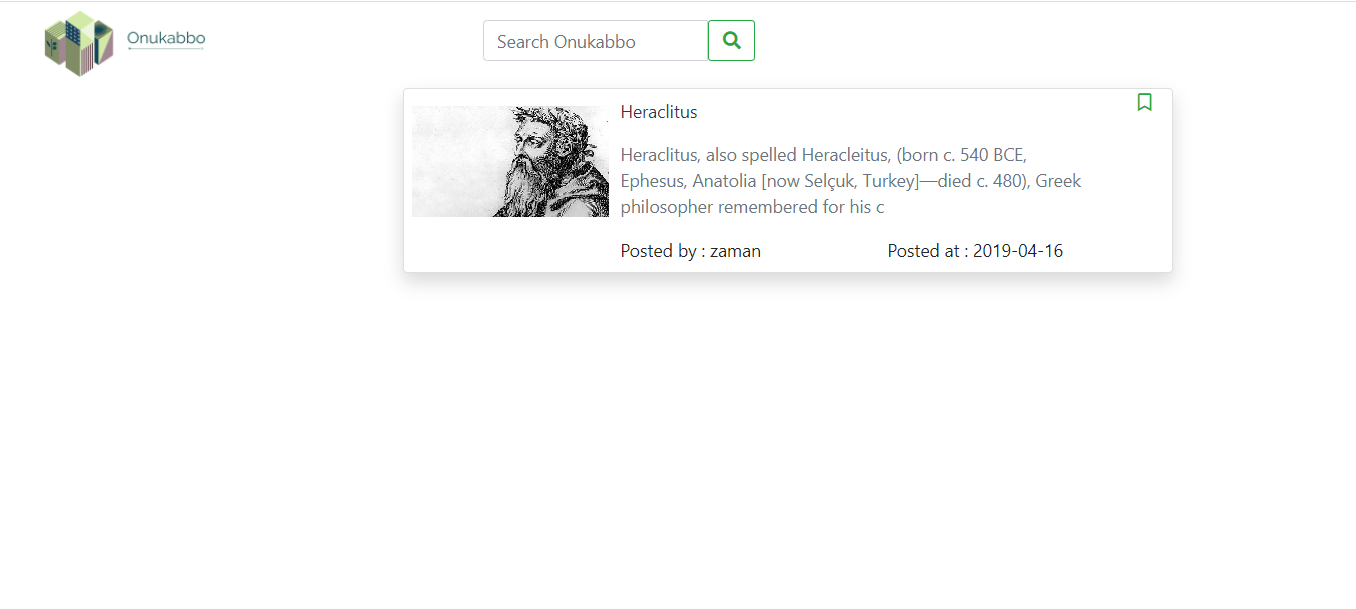 Onukabbo
Search Onukabbo
Heraclitus
Heraclitus, also spelled Heracleitus, (born c. 540 BCE,
Ephesus, Anatolia [now Selçuk, Turkey]—died c. 480), Greek
philosopher remembered for his c
Posted by : zaman
Posted at : 2019-04-16